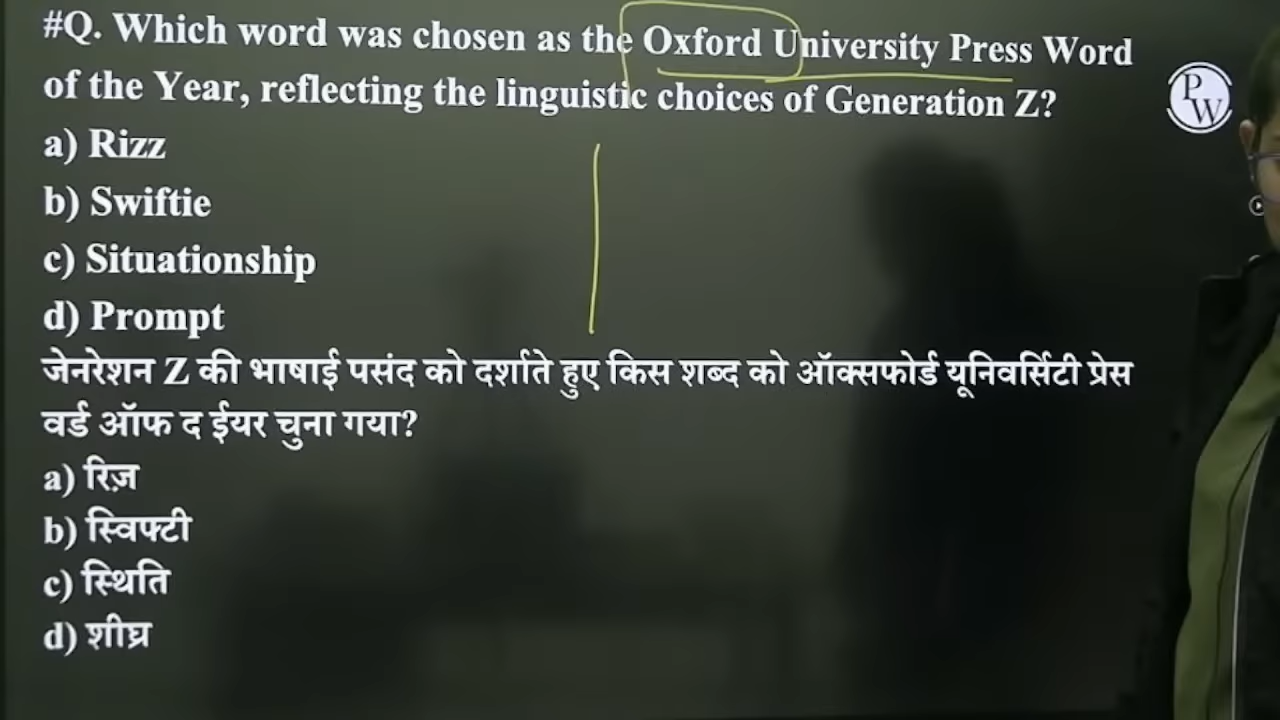 #Q. Which word was chosen as the Oxford University Press Word
of the Year, reflecting the linguistic choices of Generation Z?
PW
a) Rizz
b) Swiftie
c) Situationship
d) Prompt
जेनरेशन Z की भाषाई पसंद को दर्शाते हुए किस शब्द को ऑक्सफोर्ड यूनिवर्सिटी प्रेस
वर्ड ऑफ द ईयर चुना गया?
a) रिज़
b) स्विफ्टी
c) स्थिति
d) शीघ्र